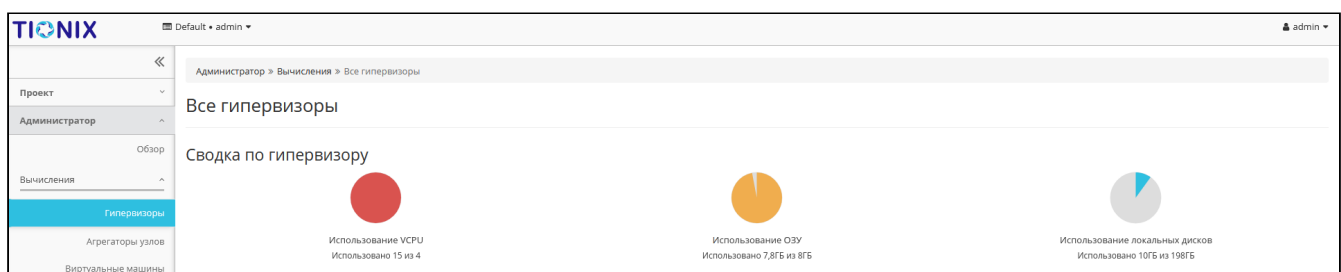 TIONIX
Default • admin
admin
Администратор » Вычисления » Все гипервизоры
Проект
Администратор
Обзор
Вычисления
Гипервизоры
Агрегаторы узлов
Виртуальные машины
Все гипервизоры
Сводка по гипервизору
Использование VCPU
Использовано 15 из 4
Использование ОЗУ
Использовано 7,8ГБ из 8ГБ
Использование локальных дисков
Использовано 10ГБ из 198ГБ